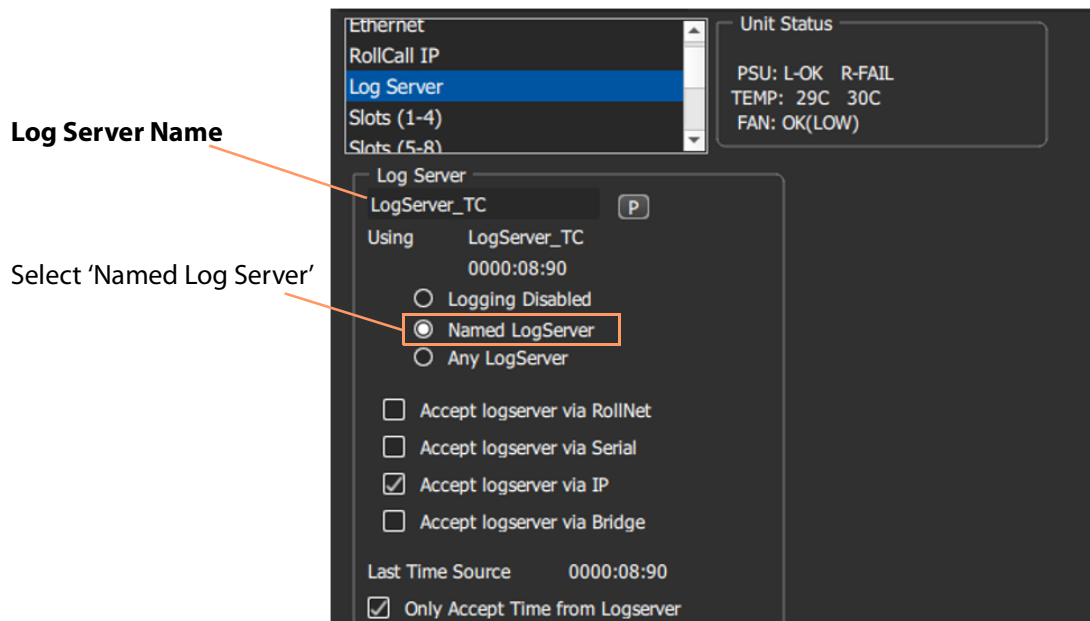 Ethernet
RollCall IP
Log Server
Slots (1-4)
Slots (5-8)
Unit Status
PSU: L-OK R-FAIL
TEMP: 29C 30C
FAN: OK(LOW)
Log Server Name
Log Server
LogServer_TC
P
Using LogServer_TC
0000:08:90
Select ‘Named Log Server’
Logging Disabled
Named LogServer
Any LogServer
Accept logserver via RollNet
Accept logserver via Serial
Accept logserver via IP
Accept logserver via Bridge
Last Time Source 0000:08:90
Only Accept Time from Logserver